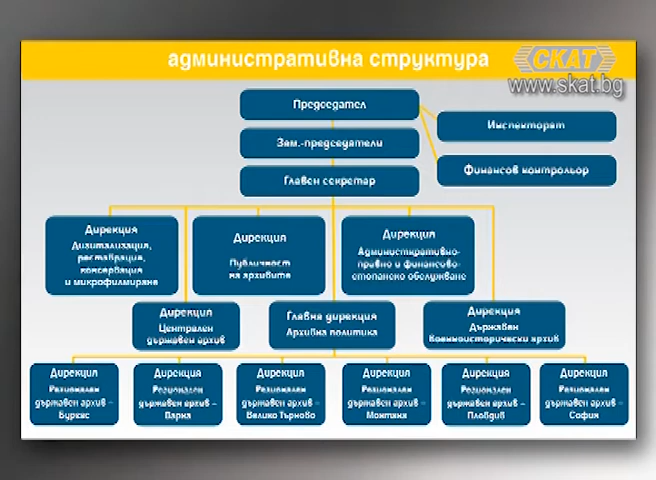 административна структура
СКАТ
www.skat.bg
Председател
Инспекторат
Зам.-председатели
Финансов контрольор
Главен секретар
Дирекция
Дигитализация,
реставрация,
консервация
и микрофилмиране
Дирекция
Публичност
на архивите
Дирекция
Административно-
правно и финансово-
стопанско обслужване
Дирекция
Централен
държавен архив
Главна дирекция
Архивна политика
Дирекция
Държавен
военноисторически архив
Дирекция
Регионален
държавен архив –
Бургас
Дирекция
Регионален
държавен архив –
Варна
Дирекция
Регионален
държавен архив –
Велико Търново
Дирекция
Регионален
държавен архив –
Монтана
Дирекция
Регионален
държавен архив –
Пловдив
Дирекция
Регионален
държавен архив –
София